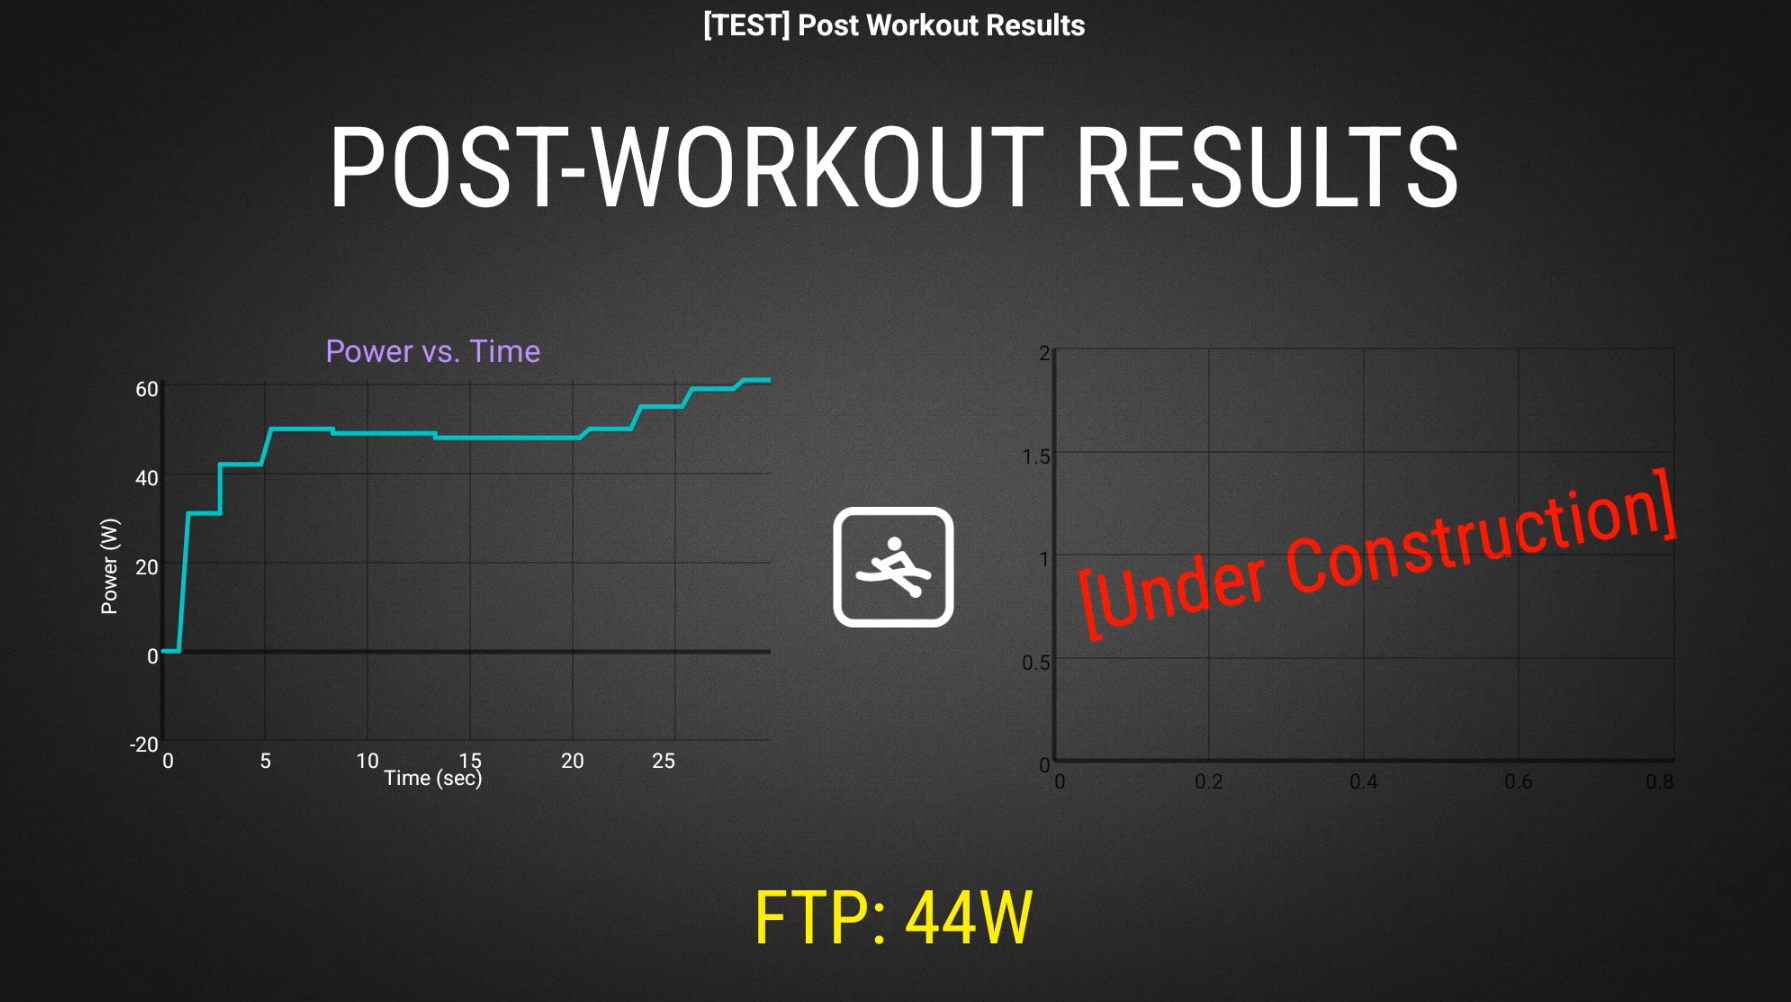 [TEST] Post Workout Results
POST-WORKOUT RESULTS
Power vs. Time
60
40
20
0
-20
Power (W)
0 5 10 15 20 25
Time (sec)
2
1.5
1
0.5
0
0 0.2 0.4 0.6 0.8
[Under Construction]
FTP: 44W